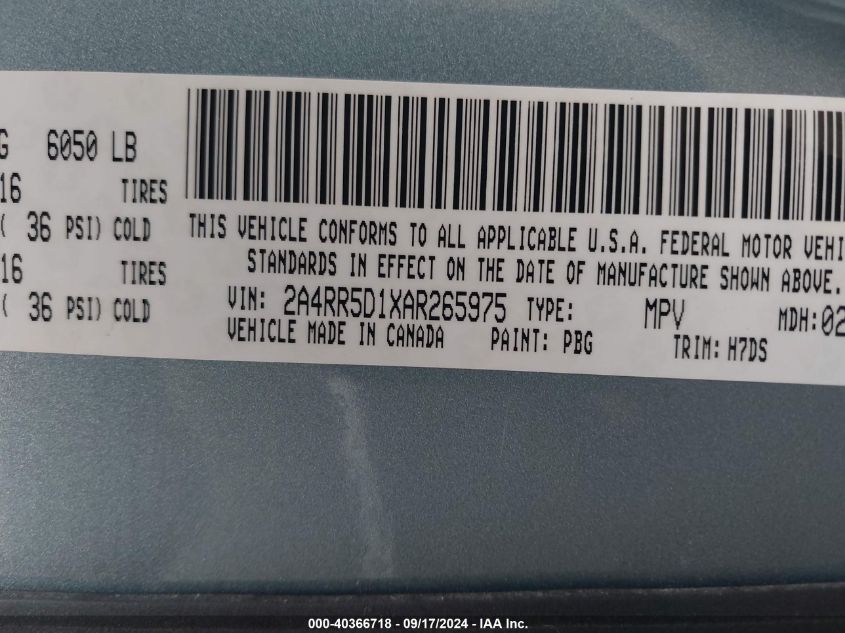 G 6050 LB
16 TIRES
( 36 PSI) COLD
16 TIRES
( 36 PSI) COLD
THIS VEHICLE CONFORMS TO ALL APPLICABLE U.S.A. FEDERAL MOTOR VEHI
STANDARDS IN EFFECT ON THE DATE OF MANUFACTURE SHOWN ABOVE.
VIN: 2A4RR5D1XAR265975 TYPE: MPV MDH:02
VEHICLE MADE IN CANADA PAINT: PBG TRIM: H7DS
000-40366718 - 09/17/2024 - IAA Inc.